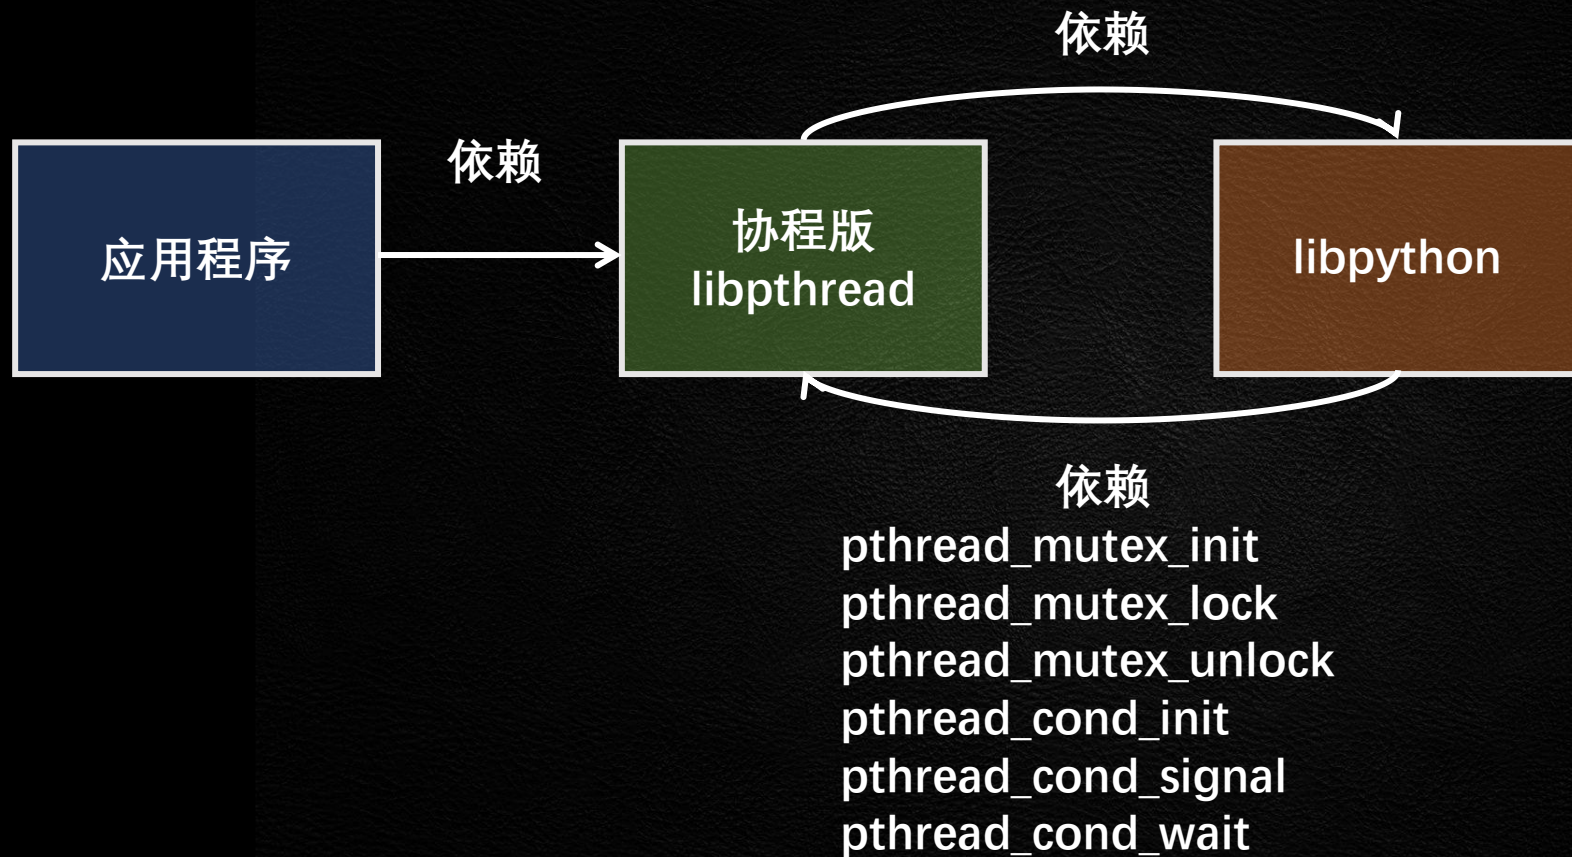 依赖
依赖
应用程序
协程版
libpthread
libpython
依赖
pthread_mutex_init
pthread_mutex_lock
pthread_mutex_unlock
pthread_cond_init
pthread_cond_signal
pthread_cond_wait